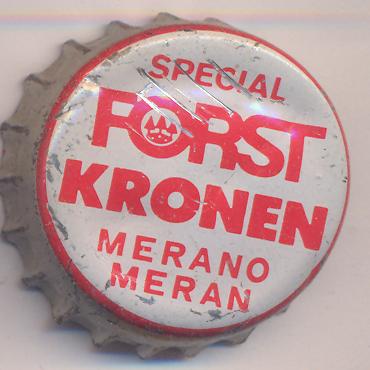 SPECIAL
FORST
KRONEN
MERANO
MERAN